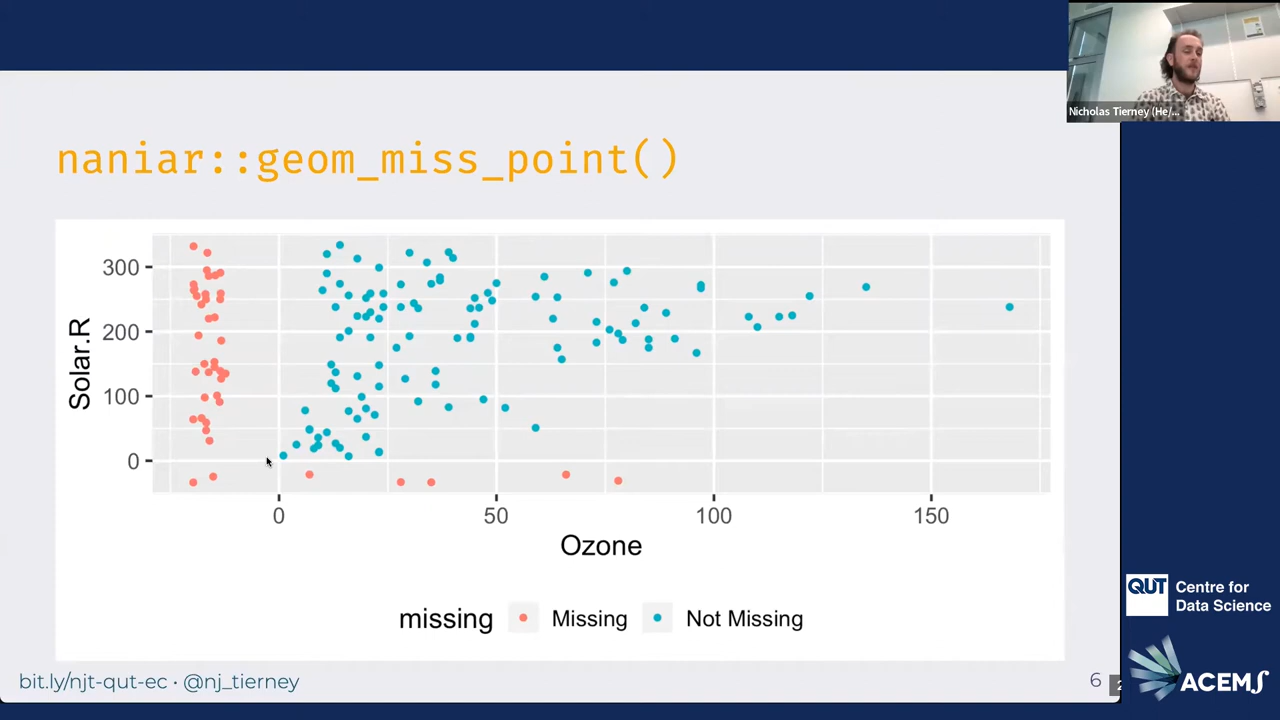 Nicholas Tierney (He/...
naniar::geom_miss_point()
300
200
100
0
Solar.R
0 50 100 150
Ozone
missing Missing Not Missing
bit.ly/njt-qut-ec · @nj_tierney
6
2
QUT Centre for
Data Science
ACEMS